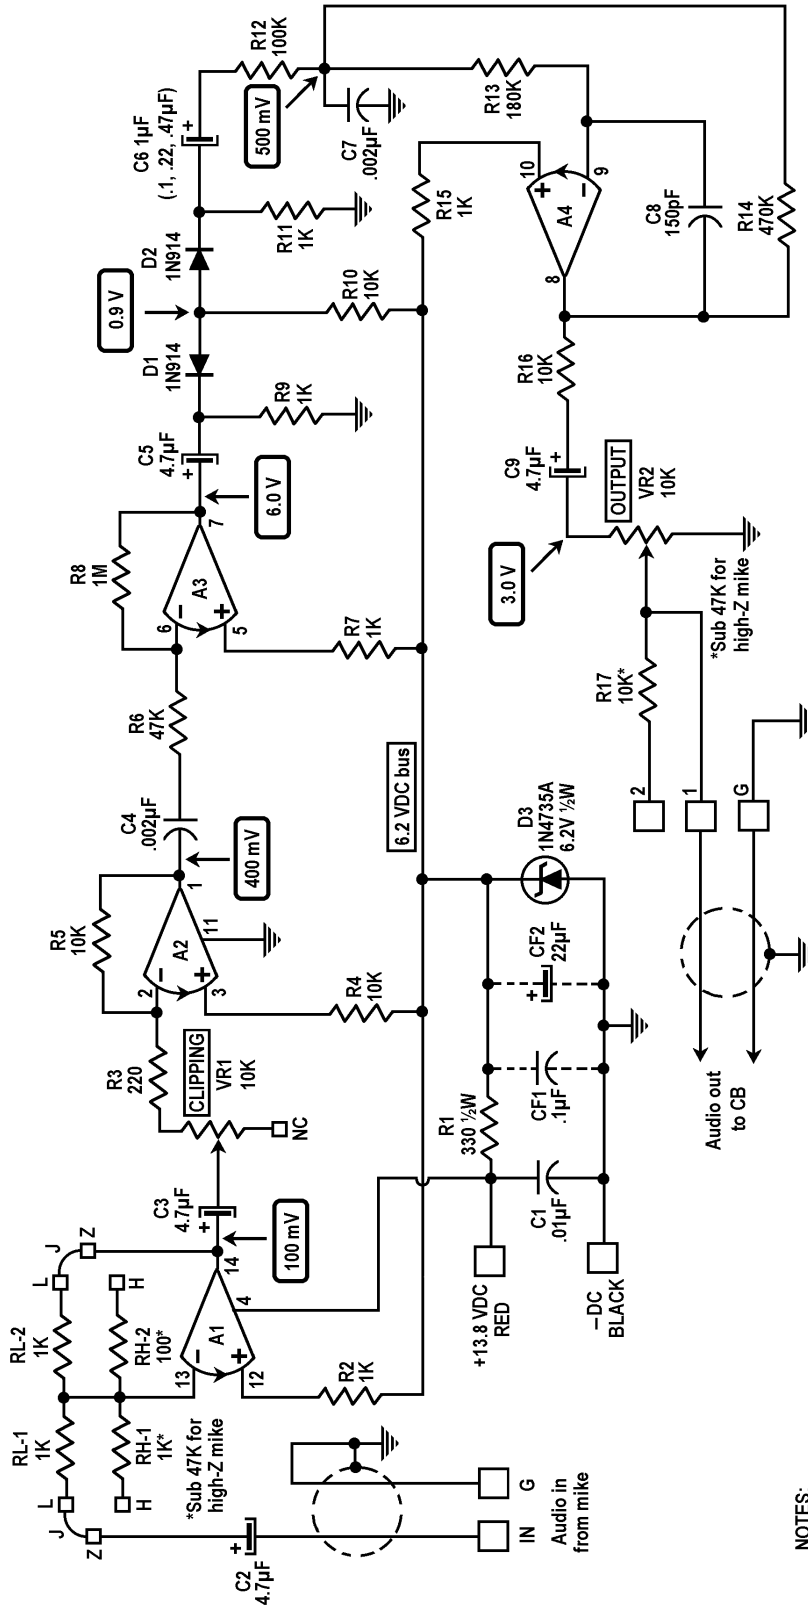 J
L
RL-1
1K
RL-2
1K
L
J
Z
H
RH-1
1K*
RH-2
100*
H
Z
*Sub 47K for
high-Z mike
C2
4.7µF
+
IN
G
Audio in
from mike
13
12
A1
−
+
14
4
R2
1K
100 mV
C3
4.7µF
+
CLIPPING
VR1
10K
NC
R3
220
R5
10K
2
3
A2
−
+
1
11
R4
10K
400 mV
C4
.002µF
R6
47K
R8
1M
6
5
A3
−
+
7
R7
1K
6.0 V
C5
4.7µF
+
R9
1K
D1
1N914
0.9 V
D2
1N914
R10
10K
R11
1K
C6 1µF
(.1, .22, .47µF)
+
R12
100K
500 mV
C7
.002µF
R13
180K
R15
1K
10
9
A4
+
−
8
C8
150pF
R14
470K
R16
10K
C9
4.7µF
+
3.0 V
OUTPUT
VR2
10K
*Sub 47K for
high-Z mike
R17
10K*
2
1
G
Audio out
to CB
6.2 VDC bus
D3
1N4735A
6.2V ½W
CF2
22µF
+
CF1
.1µF
R1
330 ½W
C1
.01µF
+13.8 VDC
RED
−DC
BLACK
NOTES: